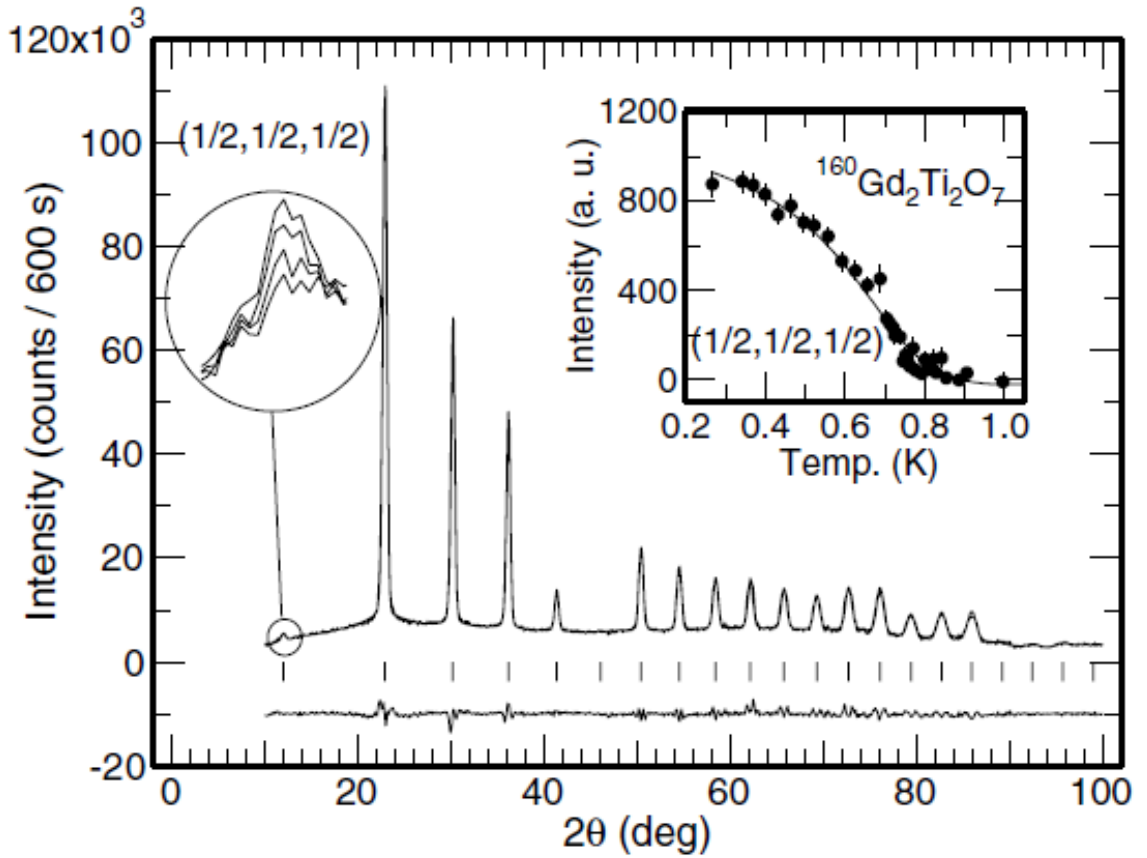 120x10³
100
80
60
40
20
0
-20
Intensity (counts / 600 s)
(1/2,1/2,1/2)
1200
800
400
0
Intensity (a. u.)
¹⁶⁰Gd₂Ti₂O₇
(1/2,1/2,1/2)
0.2 0.4 0.6 0.8 1.0
Temp. (K)
0 20 40 60 80 100
2θ (deg)